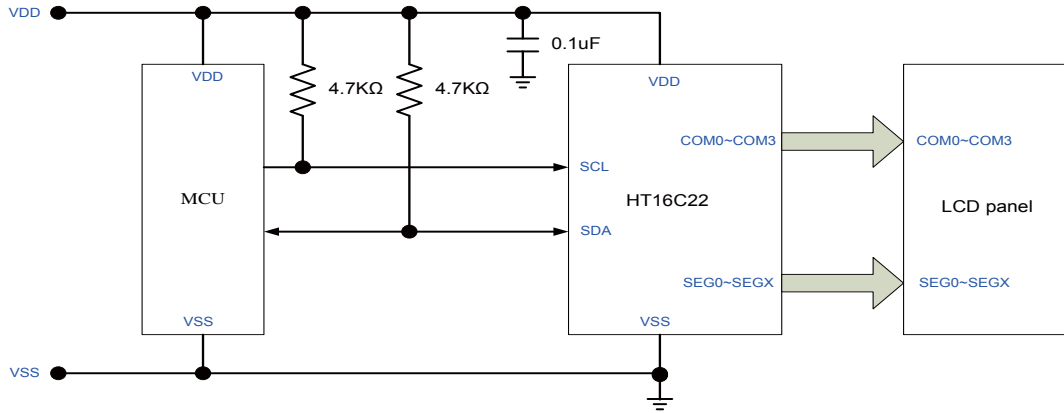 VDD
0.1uF
VDD
4.7KΩ
4.7KΩ
VDD
COM0~COM3
COM0~COM3
SCL
MCU
HT16C22
LCD panel
SDA
SEG0~SEGX
SEG0~SEGX
VSS
VSS
VSS